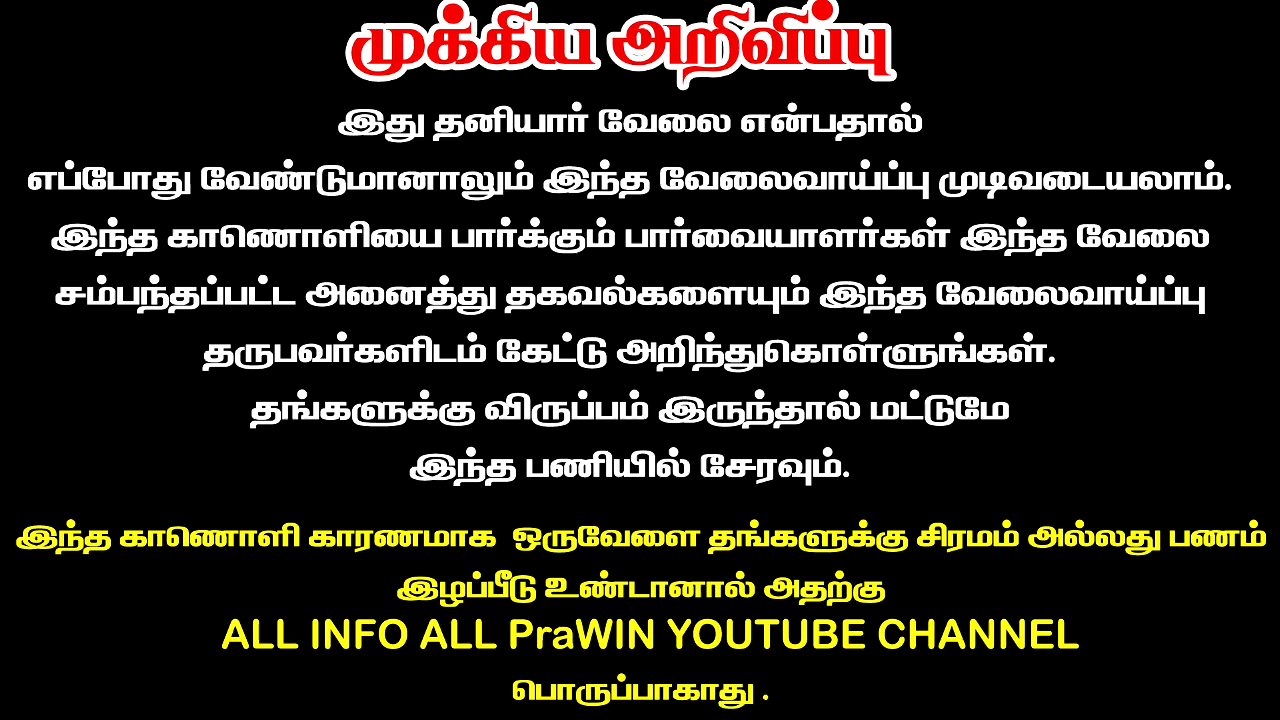 முக்கிய அறிவிப்பு
இது தனியார் வேலை என்பதால்
எப்போது வேண்டுமானாலும் இந்த வேலைவாய்ப்பு முடிவடையலாம்.
இந்த காணொளியை பார்க்கும் பார்வையாளர்கள் இந்த வேலை
சம்பந்தப்பட்ட அனைத்து தகவல்களையும் இந்த வேலைவாய்ப்பு
தருபவர்களிடம் கேட்டு அறிந்துகொள்ளுங்கள்.
தங்களுக்கு விருப்பம் இருந்தால் மட்டுமே
இந்த பணியில் சேரவும்.
இந்த காணொளி காரணமாக ஒருவேளை தங்களுக்கு சிரமம் அல்லது பணம்
இழப்பீடு உண்டானால் அதற்கு
ALL INFO ALL PraWIN YOUTUBE CHANNEL
பொருப்பாகாது .